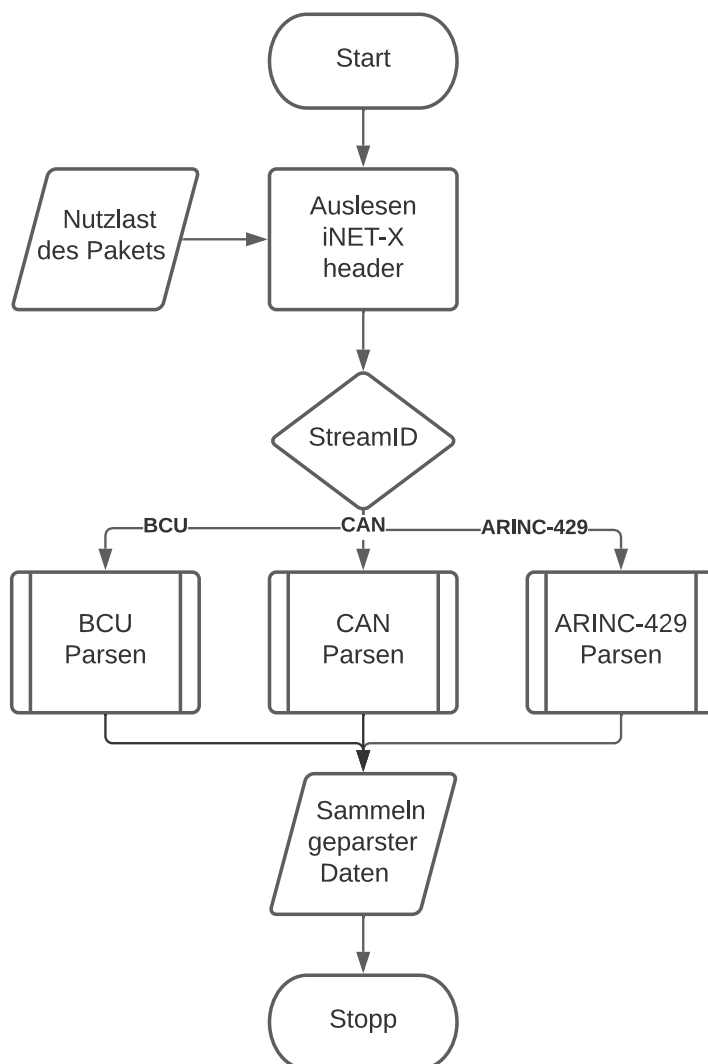 Start
Nutzlast
des Pakets
Auslesen
iNET-X
header
StreamID
BCU
CAN
ARINC-429
BCU
Parsen
CAN
Parsen
ARINC-429
Parsen
Sammeln
geparster
Daten
Stopp